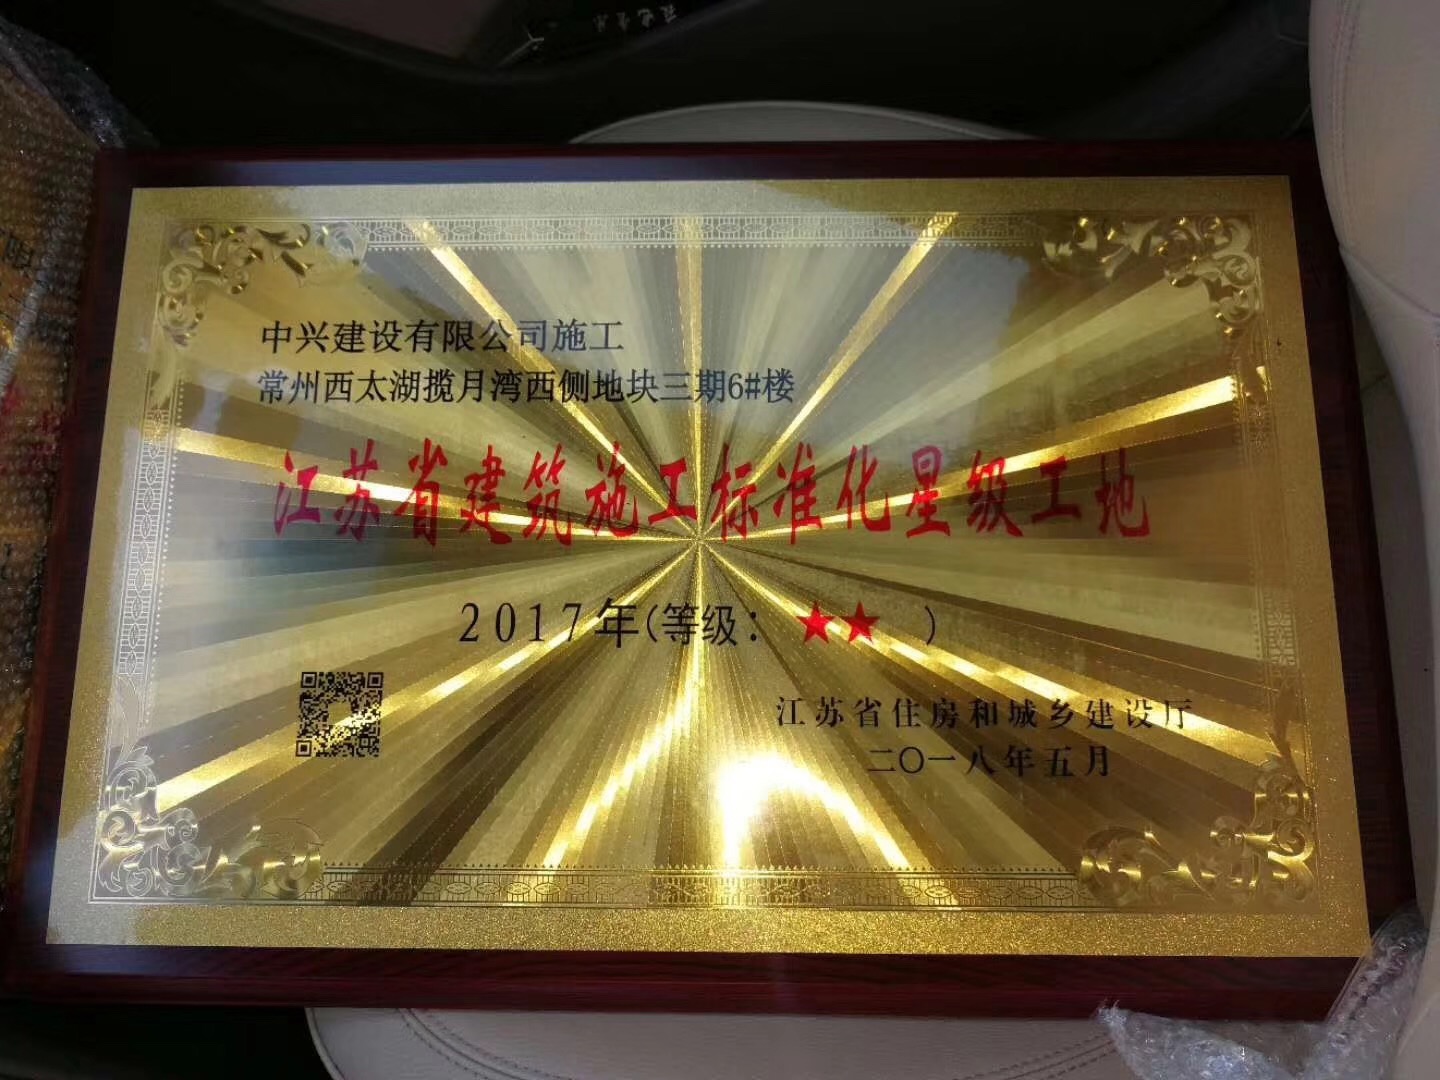 中兴建设有限公司施工
常州西太湖揽月湾西侧地块三期6#楼
江苏省建筑施工标准化星级工地
2017年(等级：★★ )
江苏省住房和城乡建设厅
二〇一八年五月